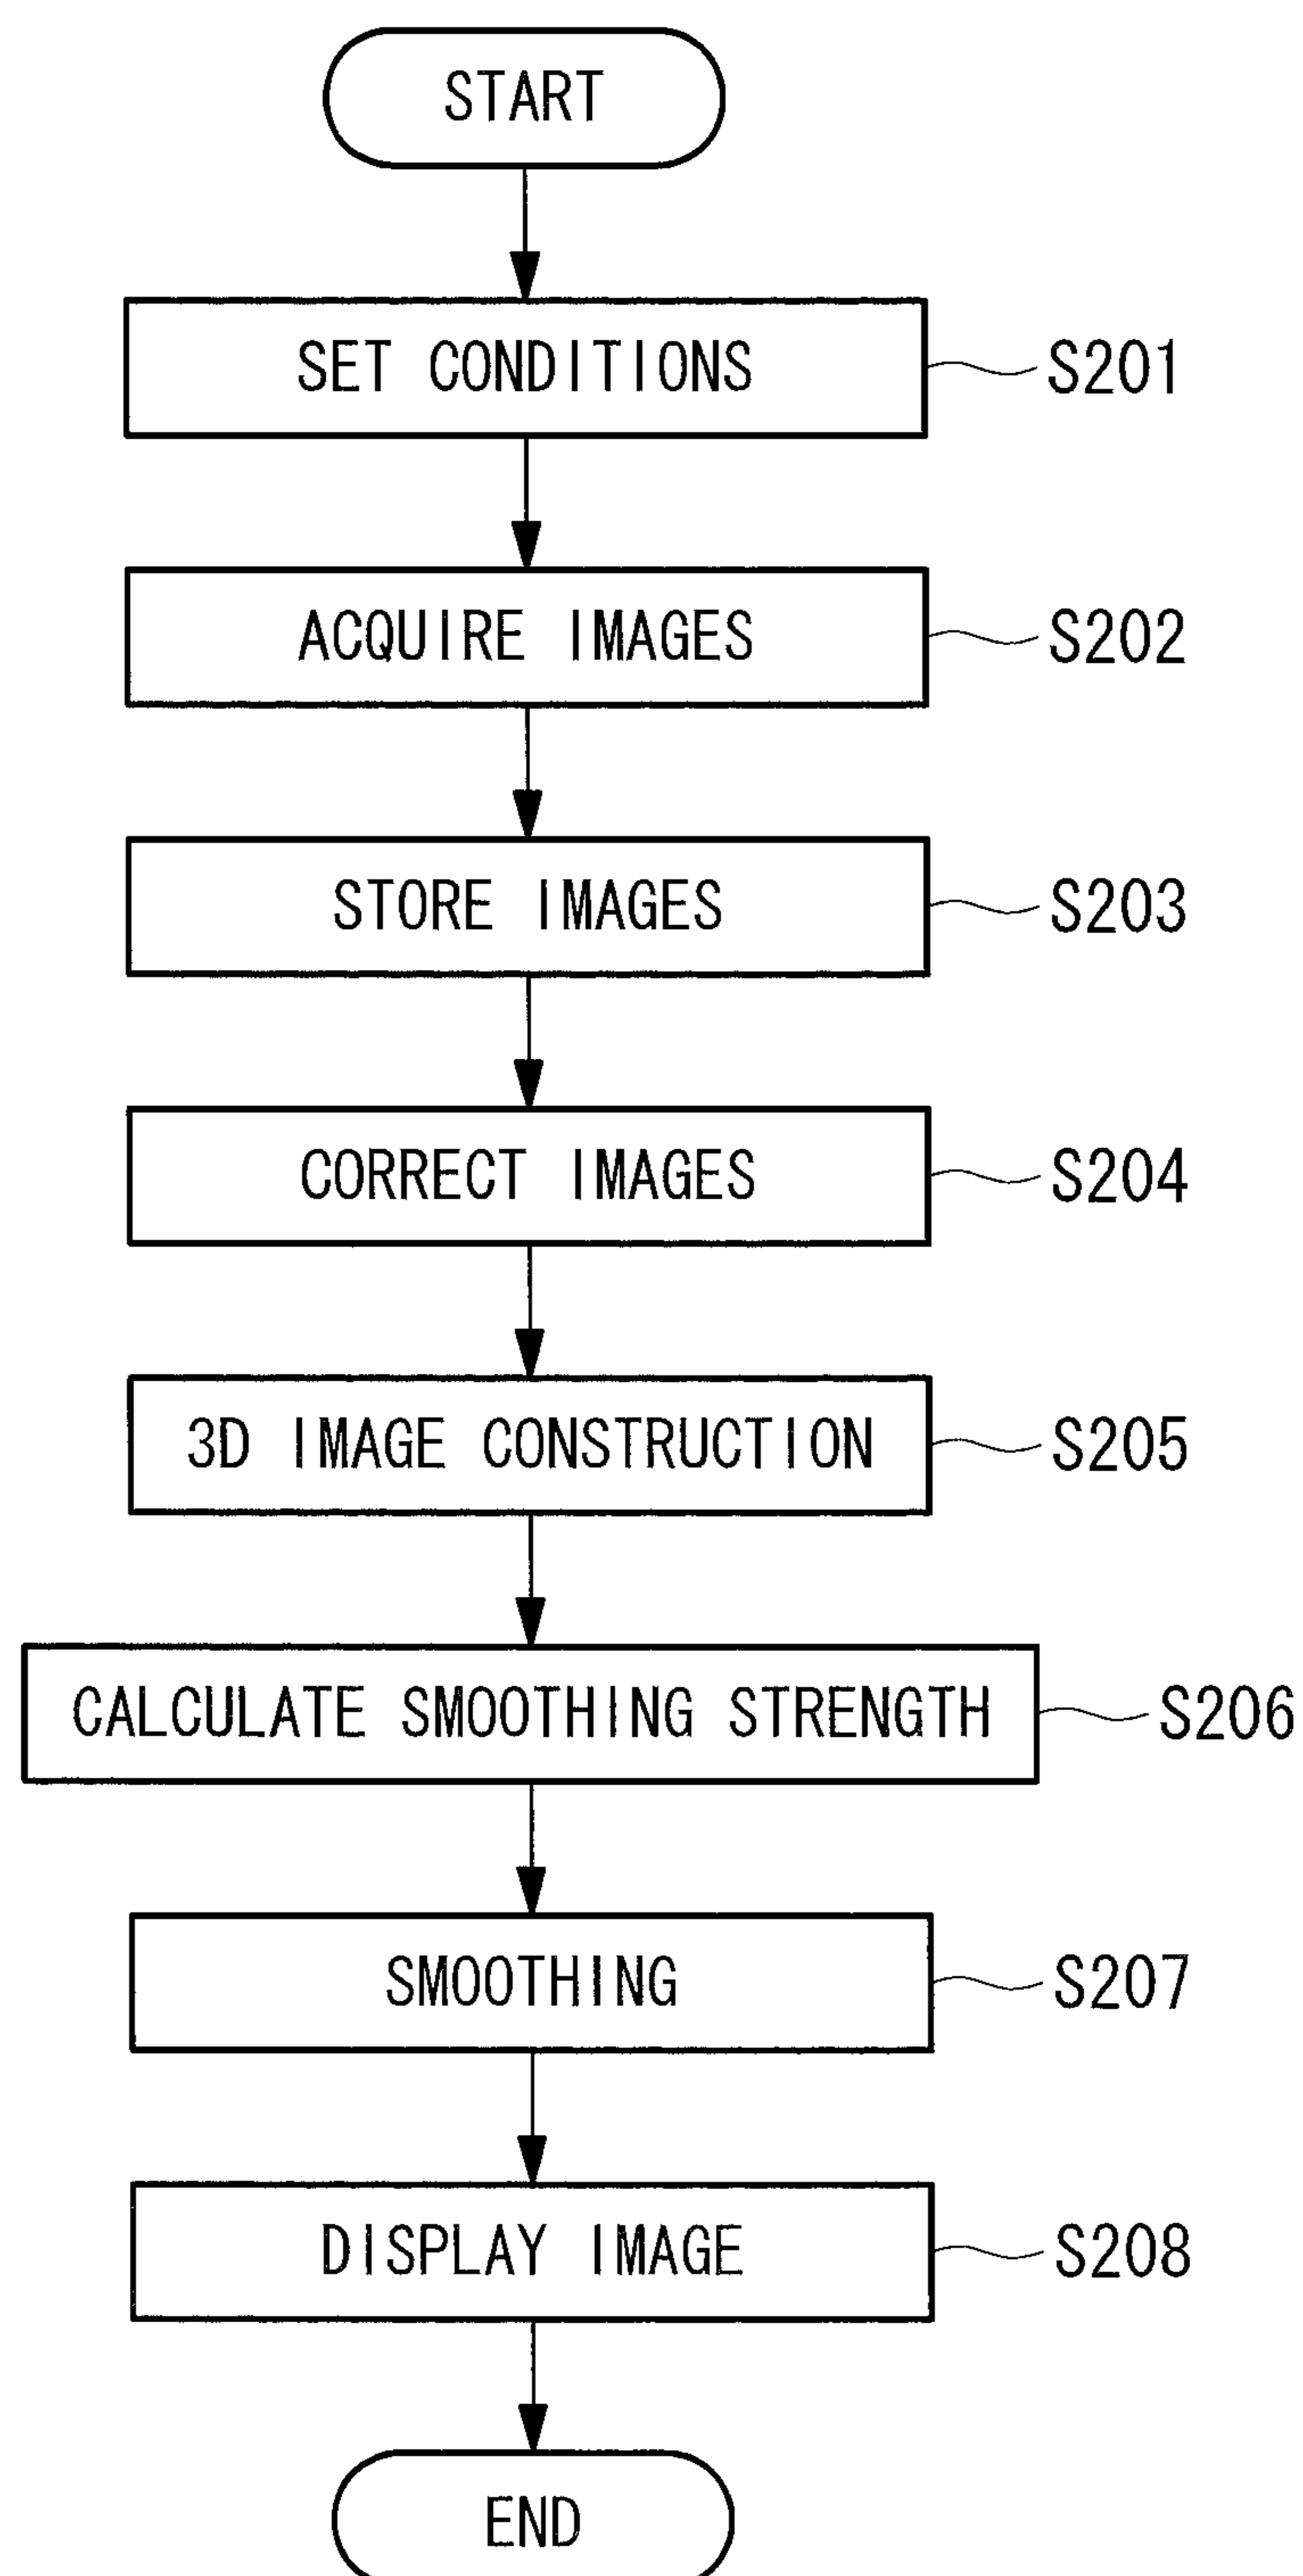 START
SET CONDITIONS S201
ACQUIRE IMAGES S202
STORE IMAGES S203
CORRECT IMAGES S204
3D IMAGE CONSTRUCTION S205
CALCULATE SMOOTHING STRENGTH S206
SMOOTHING S207
DISPLAY IMAGE S208
END